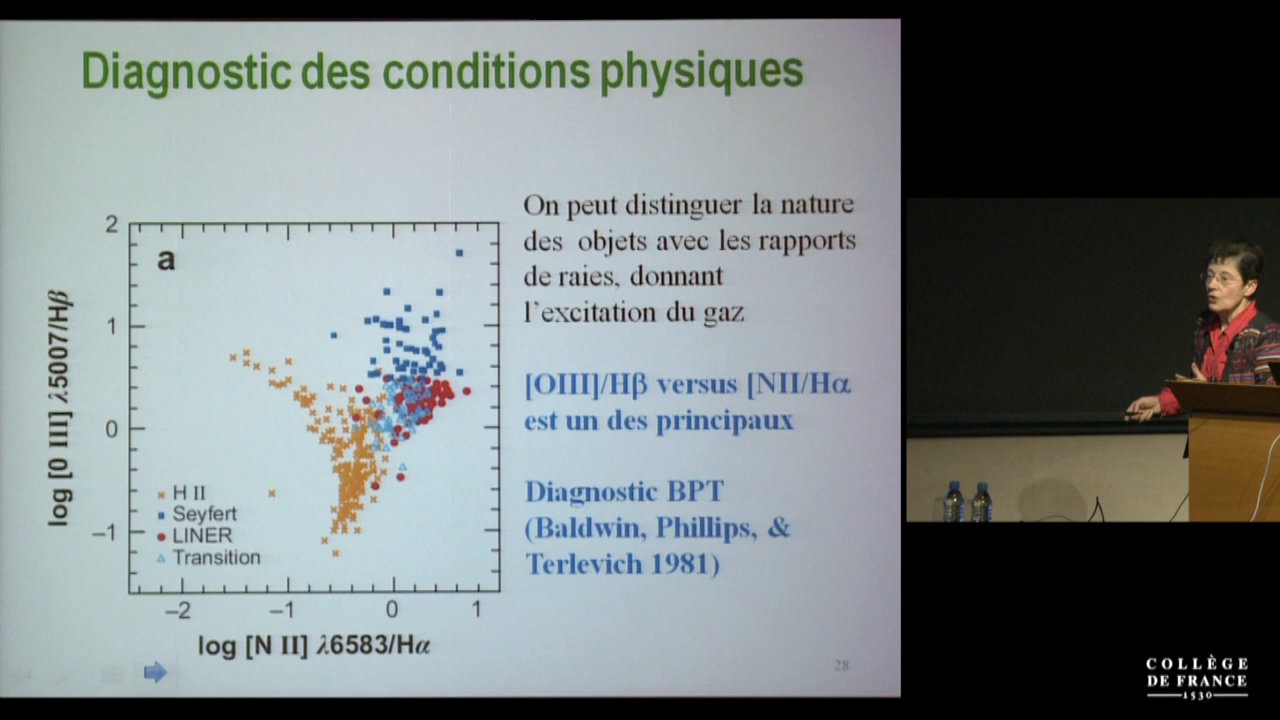 Diagnostic des conditions physiques
On peut distinguer la nature
des objets avec les rapports
de raies, donnant
l'excitation du gaz
[OIII]/Hβ versus [NII/Hα
est un des principaux
Diagnostic BPT
(Baldwin, Phillips, &
Terlevich 1981)
a
2
1
0
−1
log [O III] λ5007/Hβ
H II
Seyfert
LINER
Transition
−2 −1 0 1
log [N II] λ6583/Hα
28
COLLÈGE
DE FRANCE
1530